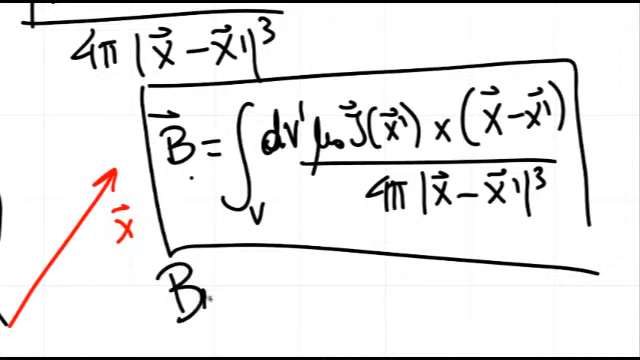 4π |x⃗ − x⃗'|³
B⃗ = ∫_V dV' μ₀ J⃗(x⃗') × (x⃗ − x⃗') / 4π |x⃗ − x⃗'|³
x⃗
B